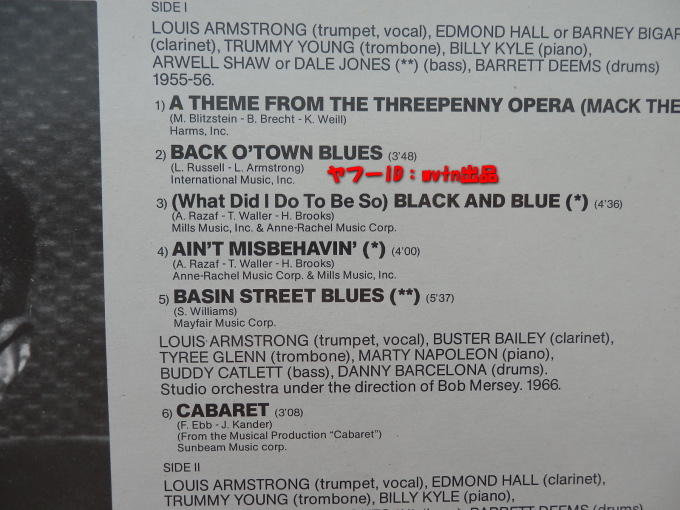 SIDE I
LOUIS ARMSTRONG (trumpet, vocal), EDMOND HALL or BARNEY BIGAR
(clarinet), TRUMMY YOUNG (trombone), BILLY KYLE (piano),
ARWELL SHAW or DALE JONES (**) (bass), BARRETT DEEMS (drums)
1955-56.
1) A THEME FROM THE THREEPENNY OPERA (MACK THE
(M. Blitzstein - B. Brecht - K. Weill)
Harms, Inc.
2) BACK O'TOWN BLUES (3'48)
(L. Russell - L. Armstrong)
International Music, Inc.
ヤフーID：mvtn出品
3) (What Did I Do To Be So) BLACK AND BLUE (*) (4'36)
(A. Razaf - T. Waller - H. Brooks)
Mills Music, Inc. & Anne-Rachel Music Corp.
4) AIN'T MISBEHAVIN' (*) (4'00)
(A. Razaf - T. Waller - H. Brooks)
Anne-Rachel Music Corp. & Mills Music, Inc.
5) BASIN STREET BLUES (**) (5'37)
(S. Williams)
Mayfair Music Corp.
LOUIS ARMSTRONG (trumpet, vocal), BUSTER BAILEY (clarinet),
TYREE GLENN (trombone), MARTY NAPOLEON (piano),
BUDDY CATLETT (bass), DANNY BARCELONA (drums).
Studio orchestra under the direction of Bob Mersey. 1966.
6) CABARET (3'08)
(F. Ebb - J. Kander)
(From the Musical Production "Cabaret")
Sunbeam Music corp.
SIDE II
LOUIS ARMSTRONG (trumpet, vocal), EDMOND HALL (clarinet),
TRUMMY YOUNG (trombone), BILLY KYLE (piano),
BARRETT DEEMS (drums)